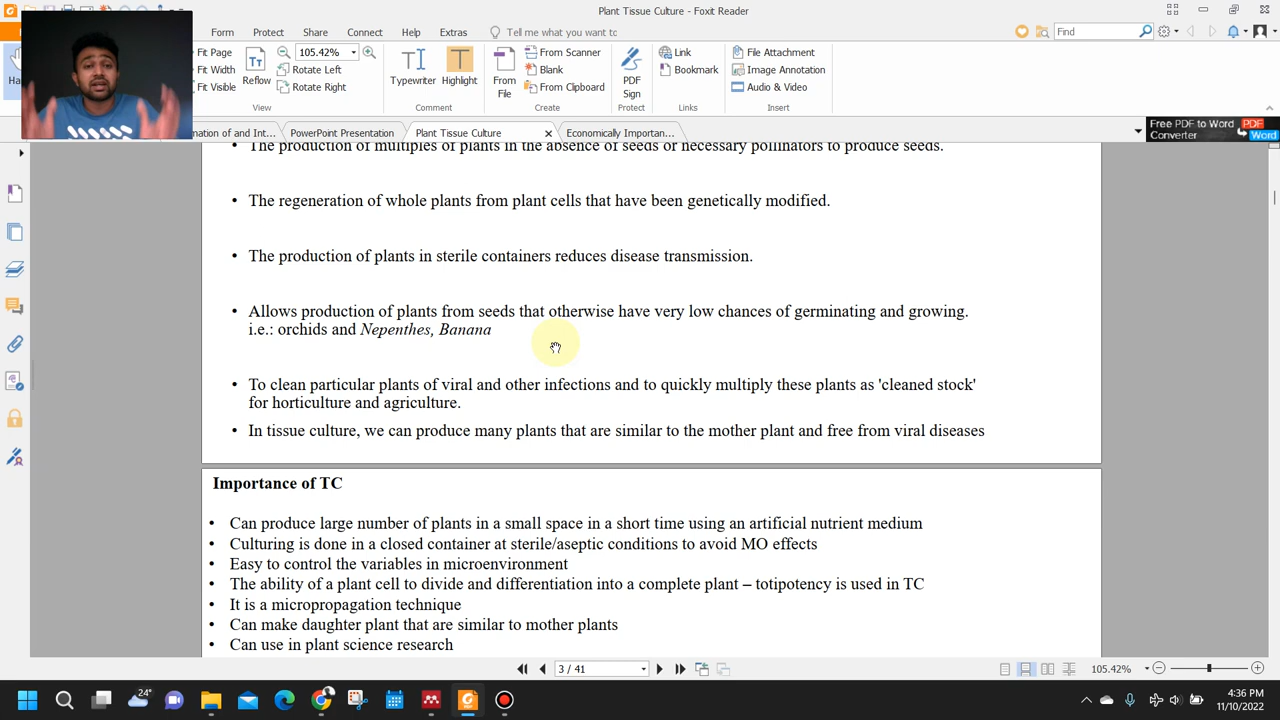 Plant Tissue Culture - Foxit Reader
Form Protect Share Connect Help Extras Tell me what you want to Find
Fit Page
Fit Width
Fit Visible
Reflow
105.42%
Rotate Left
Rotate Right
View
Typewriter
Highlight
Comment
From File
From Scanner
Blank
From Clipboard
Create
PDF Sign
Protect
Link
Bookmark
Links
File Attachment
Image Annotation
Audio & Video
Insert
PowerPoint Presentation
Plant Tissue Culture
Economically Importan...
Free PDF to Word Converter
PDF
Word
• The production of multiples of plants in the absence of seeds or necessary pollinators to produce seeds.
• The regeneration of whole plants from plant cells that have been genetically modified.
• The production of plants in sterile containers reduces disease transmission.
• Allows production of plants from seeds that otherwise have very low chances of germinating and growing.
i.e.: orchids and Nepenthes, Banana
• To clean particular plants of viral and other infections and to quickly multiply these plants as 'cleaned stock'
for horticulture and agriculture.
• In tissue culture, we can produce many plants that are similar to the mother plant and free from viral diseases
Importance of TC
• Can produce large number of plants in a small space in a short time using an artificial nutrient medium
• Culturing is done in a closed container at sterile/aseptic conditions to avoid MO effects
• Easy to control the variables in microenvironment
• The ability of a plant cell to divide and differentiation into a complete plant – totipotency is used in TC
• It is a micropropagation technique
• Can make daughter plant that are similar to mother plants
• Can use in plant science research
3 / 41
105.42%
24°
4:36 PM
11/10/2022